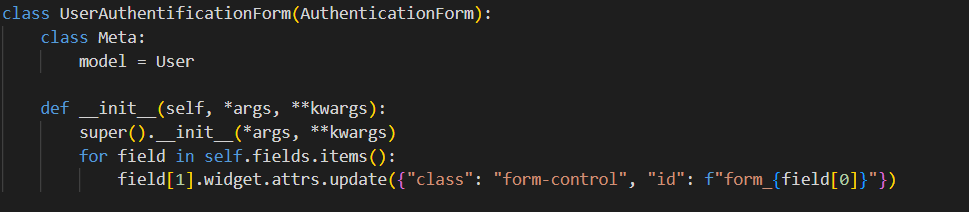 class UserAuthentificationForm(AuthenticationForm):
    class Meta:
        model = User
    def __init__(self, *args, **kwargs):
        super().__init__(*args, **kwargs)
        for field in self.fields.items():
            field[1].widget.attrs.update({"class": "form-control", "id": f"form_{field[0]}"})